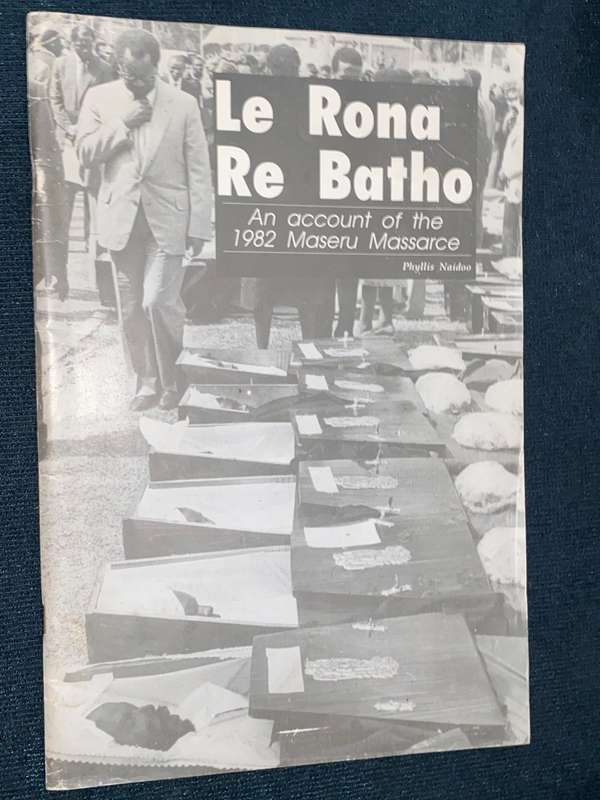 Le Rona
Re Batho
An account of the
1982 Maseru Massarce
Phyllis Naidoo